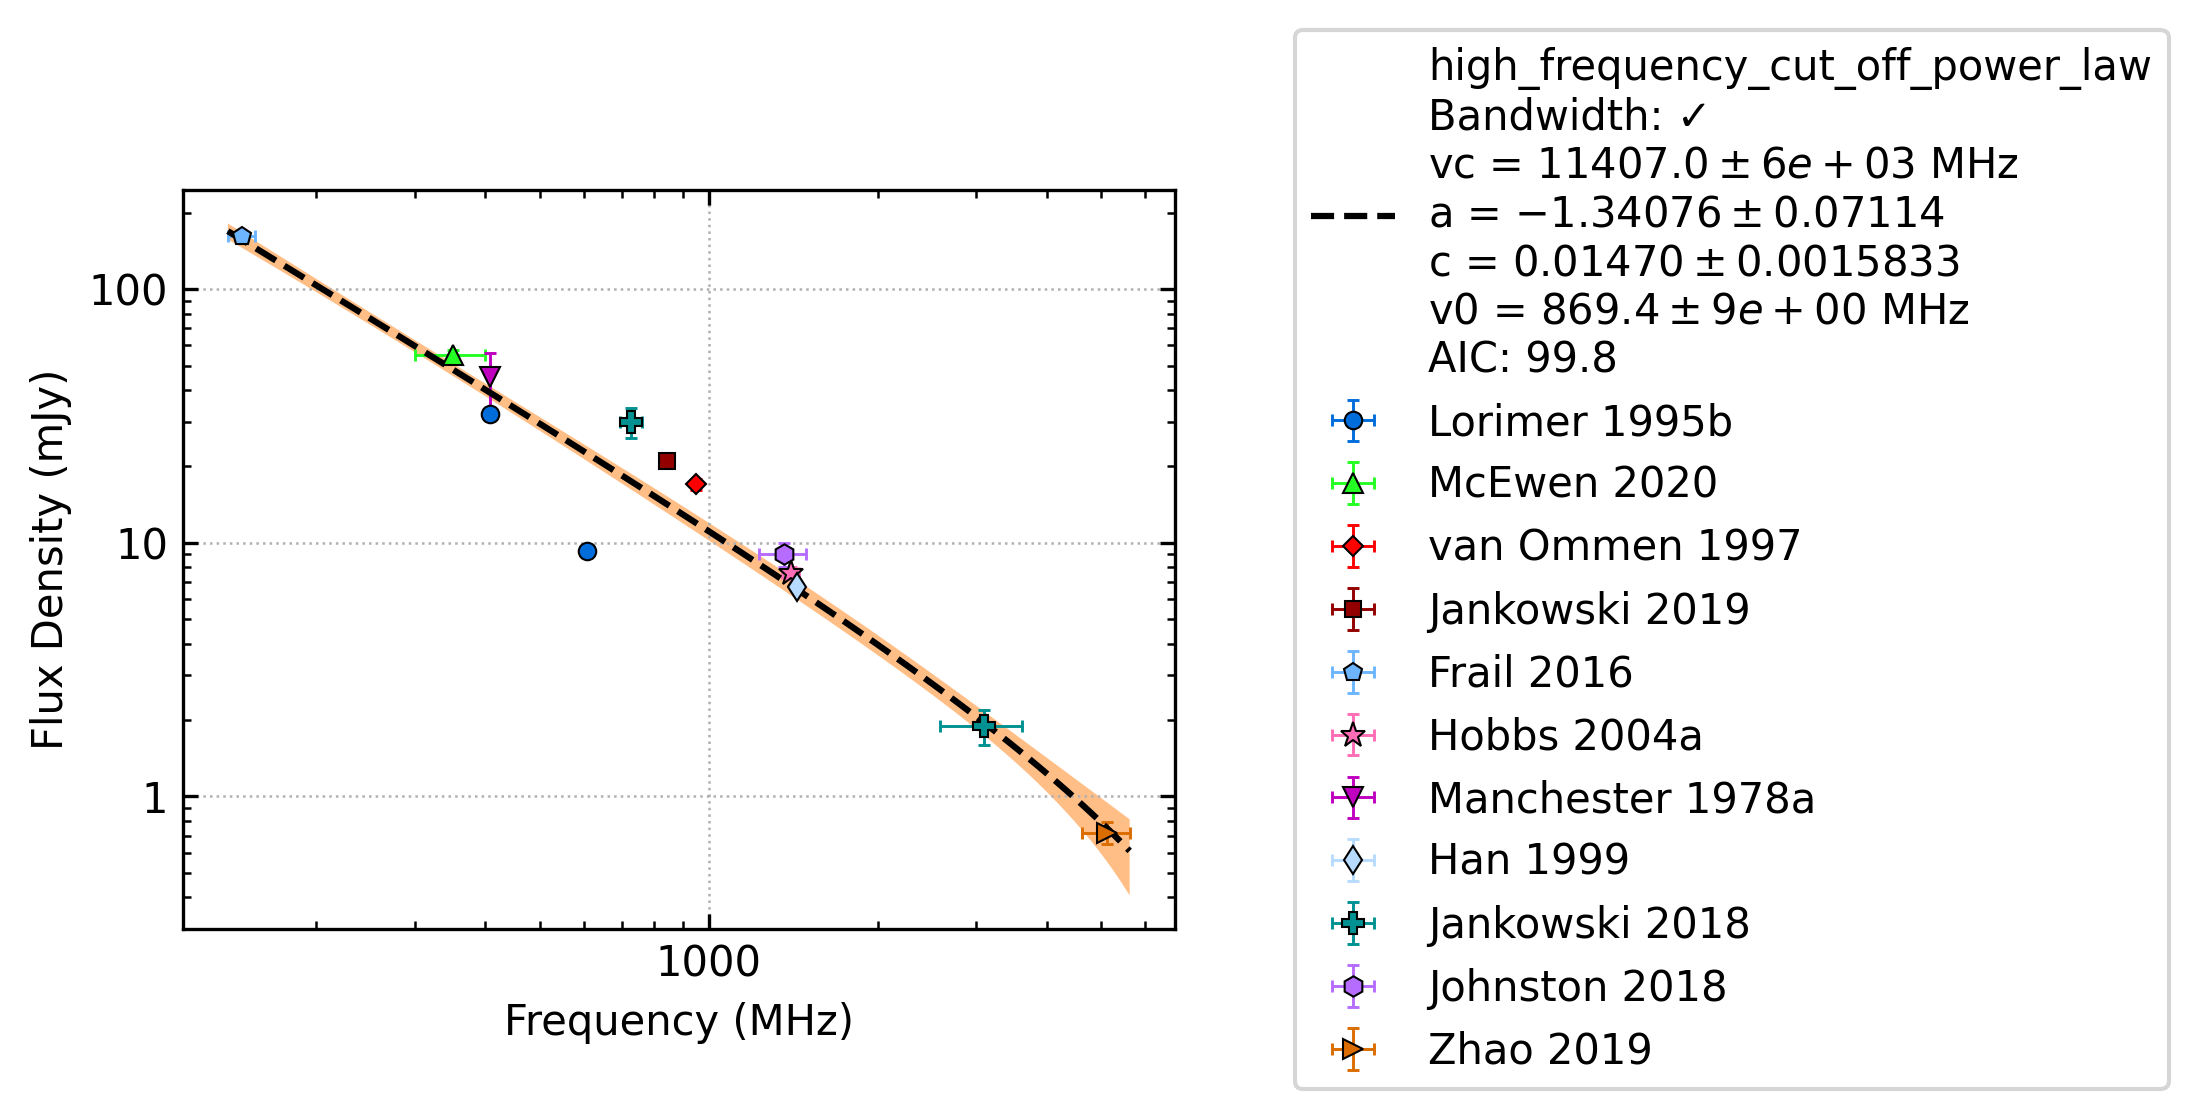 100
10
1
1000
Flux Density (mJy)
Frequency (MHz)
high_frequency_cut_off_power_law
Bandwidth: ✓
vc = 11407.0 ± 6e + 03 MHz
a = −1.34076 ± 0.07114
c = 0.01470 ± 0.0015833
v0 = 869.4 ± 9e + 00 MHz
AIC: 99.8
Lorimer 1995b
McEwen 2020
van Ommen 1997
Jankowski 2019
Frail 2016
Hobbs 2004a
Manchester 1978a
Han 1999
Jankowski 2018
Johnston 2018
Zhao 2019